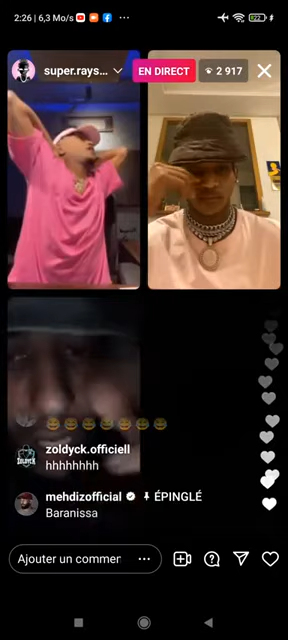 2:26 | 6,3 Mo/s
super.rays...
EN DIRECT
2 917
😂😂😂😂😂😂😂
zoldyck.officiell
hhhhhhhh
mehdizofficial
ÉPINGLÉ
Baranissa
Ajouter un commer